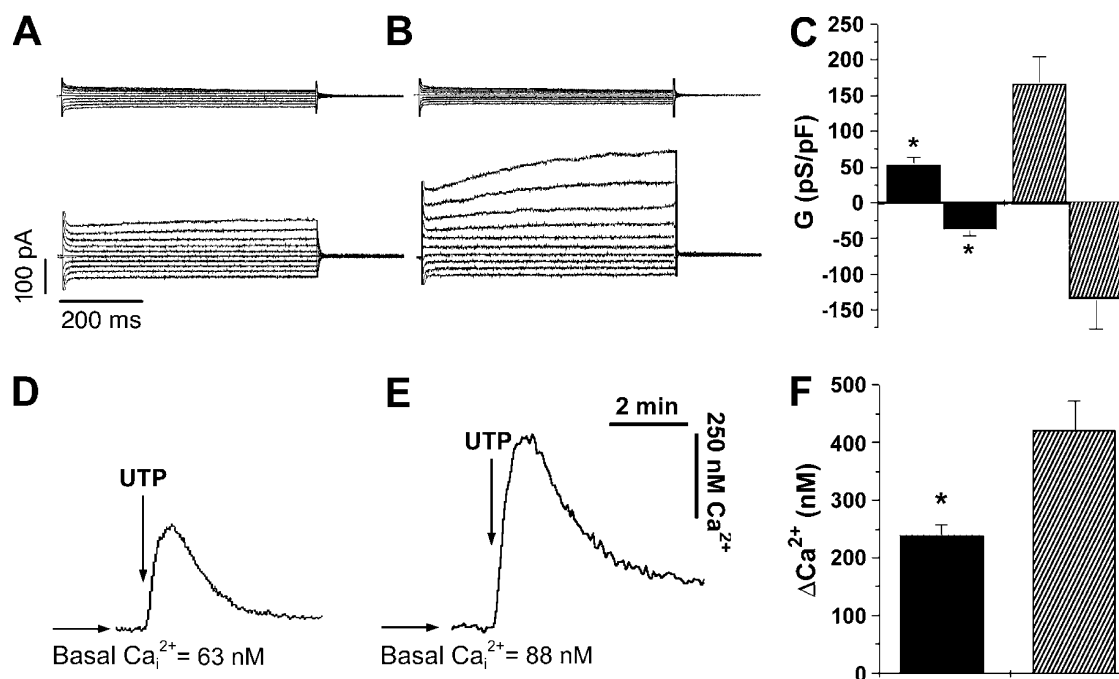 A
B
C
100 pA
200 ms
G (pS/pF)
250
200
150
100
50
0
-50
-100
-150
*
*
D
E
F
UTP
UTP
2 min
250 nM Ca²⁺
Basal Caᵢ²⁺ = 63 nM
Basal Caᵢ²⁺ = 88 nM
ΔCa²⁺ (nM)
500
400
300
200
100
0
*